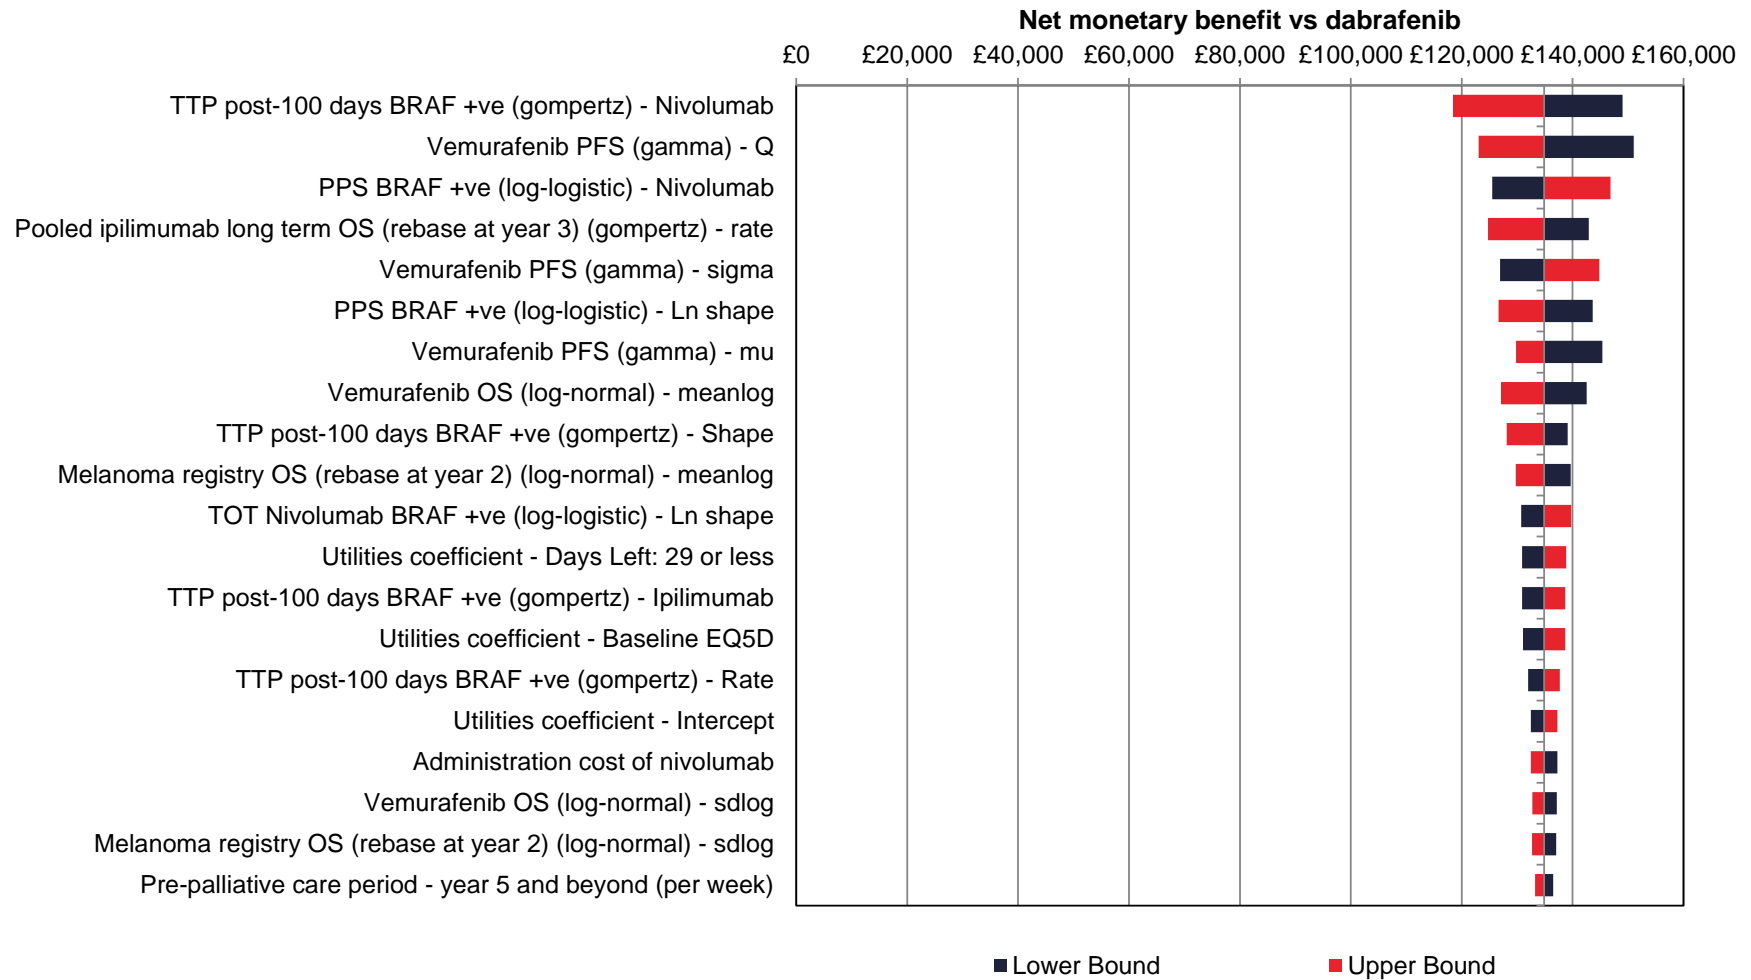 Net monetary benefit vs dabrafenib
£0 £20,000 £40,000 £60,000 £80,000 £100,000 £120,000 £140,000 £160,000
TTP post-100 days BRAF +ve (gompertz) - Nivolumab
Vemurafenib PFS (gamma) - Q
PPS BRAF +ve (log-logistic) - Nivolumab
Pooled ipilimumab long term OS (rebase at year 3) (gompertz) - rate
Vemurafenib PFS (gamma) - sigma
PPS BRAF +ve (log-logistic) - Ln shape
Vemurafenib PFS (gamma) - mu
Vemurafenib OS (log-normal) - meanlog
TTP post-100 days BRAF +ve (gompertz) - Shape
Melanoma registry OS (rebase at year 2) (log-normal) - meanlog
TOT Nivolumab BRAF +ve (log-logistic) - Ln shape
Utilities coefficient - Days Left: 29 or less
TTP post-100 days BRAF +ve (gompertz) - Ipilimumab
Utilities coefficient - Baseline EQ5D
TTP post-100 days BRAF +ve (gompertz) - Rate
Utilities coefficient - Intercept
Administration cost of nivolumab
Vemurafenib OS (log-normal) - sdlog
Melanoma registry OS (rebase at year 2) (log-normal) - sdlog
Pre-palliative care period - year 5 and beyond (per week)
Lower Bound Upper Bound